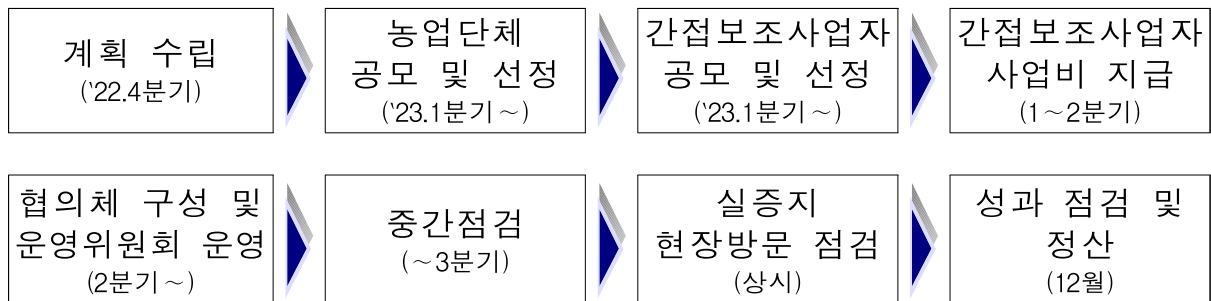 계획 수립
(‘22.4분기)
농업단체
공모 및 선정
(‘23.1분기～)
간접보조사업자
공모 및 선정
(‘23.1분기～)
간접보조사업자
사업비 지급
(1～2분기)
협의체 구성 및
운영위원회 운영
(2분기～)
중간점검
(～3분기)
실증지
현장방문 점검
(상시)
성과 점검 및
정산
(12월)